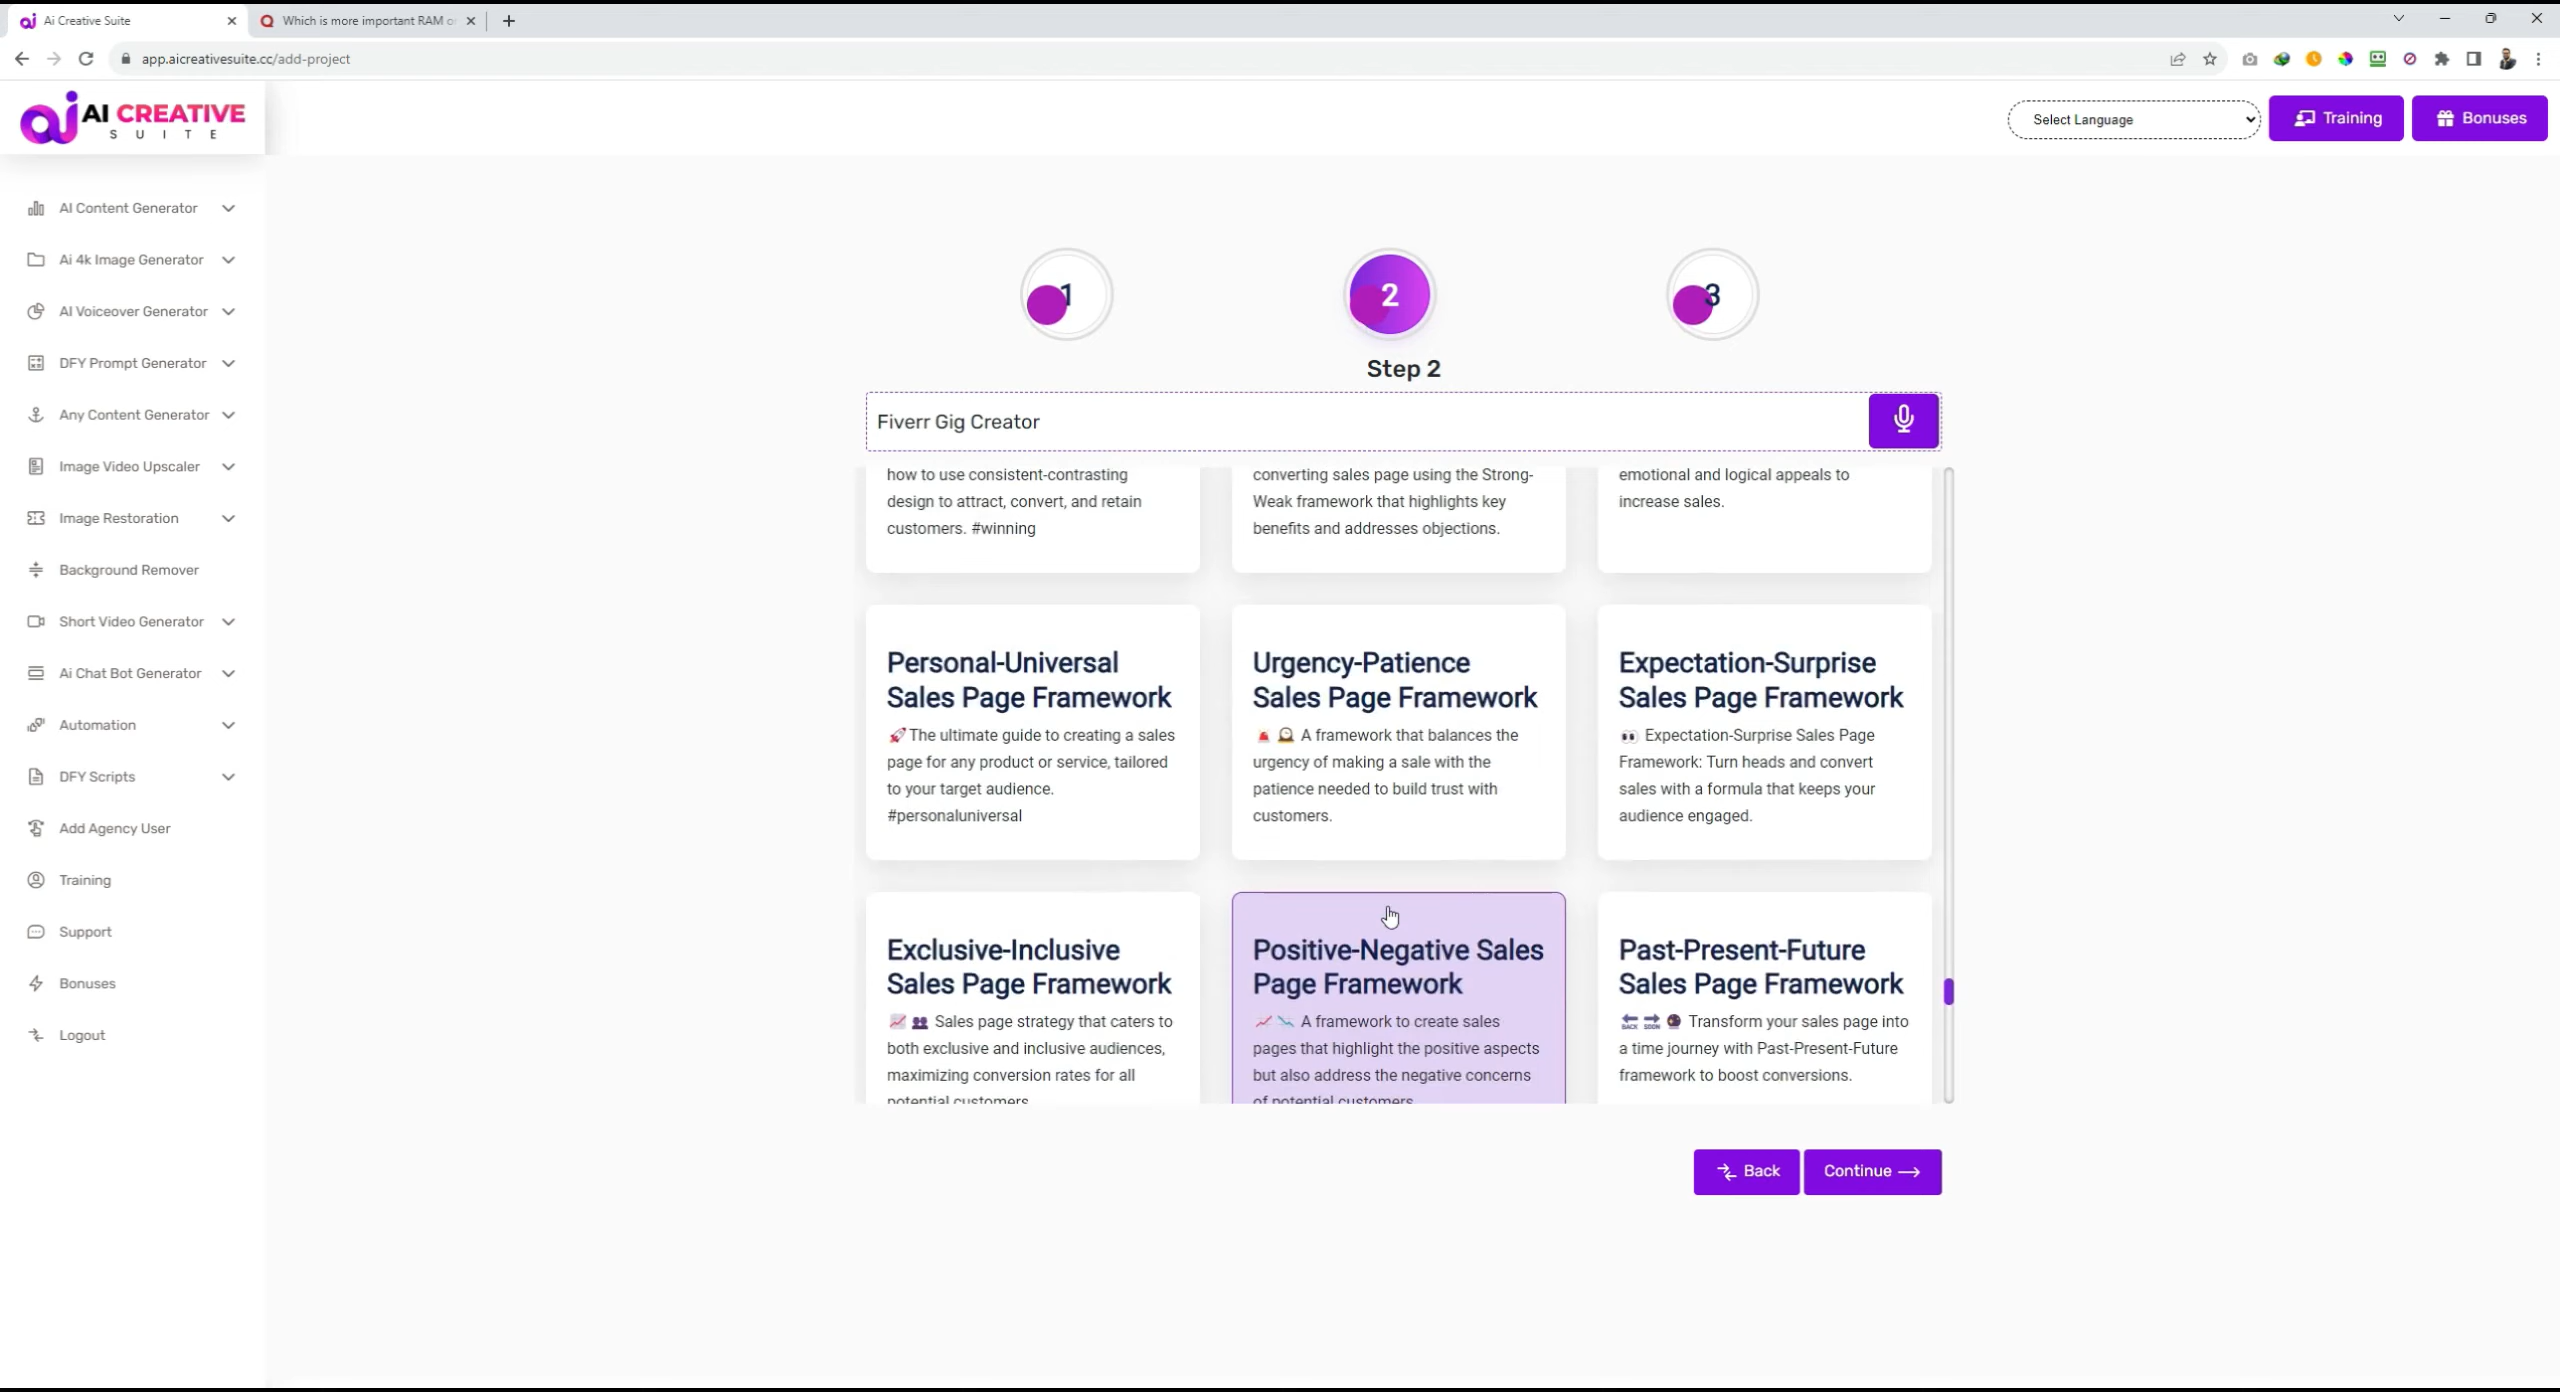 Ai Creative Suite
Which is more important RAM o
app.aicreativesuite.cc/add-project
AI CREATIVE
SUITE
Select Language
Training
Bonuses
AI Content Generator
Ai 4k Image Generator
AI Voiceover Generator
DFY Prompt Generator
Any Content Generator
Image Video Upscaler
Image Restoration
Background Remover
Short Video Generator
Ai Chat Bot Generator
Automation
DFY Scripts
Add Agency User
Training
Support
Bonuses
Logout
1
2
3
Step 2
Fiverr Gig Creator
how to use consistent-contrasting
design to attract, convert, and retain
customers. #winning
converting sales page using the Strong-
Weak framework that highlights key
benefits and addresses objections.
emotional and logical appeals to
increase sales.
Personal-Universal
Sales Page Framework
🚀The ultimate guide to creating a sales
page for any product or service, tailored
to your target audience.
#personaluniversal
Urgency-Patience
Sales Page Framework
🚨 🕰 A framework that balances the
urgency of making a sale with the
patience needed to build trust with
customers.
Expectation-Surprise
Sales Page Framework
👀 Expectation-Surprise Sales Page
Framework: Turn heads and convert
sales with a formula that keeps your
audience engaged.
Exclusive-Inclusive
Sales Page Framework
📈 👥 Sales page strategy that caters to
both exclusive and inclusive audiences,
maximizing conversion rates for all
potential customers.
Positive-Negative Sales
Page Framework
📈 📉 A framework to create sales
pages that highlight the positive aspects
but also address the negative concerns
of potential customers.
Past-Present-Future
Sales Page Framework
🔙 🔜 🔮 Transform your sales page into
a time journey with Past-Present-Future
framework to boost conversions.
Back
Continue